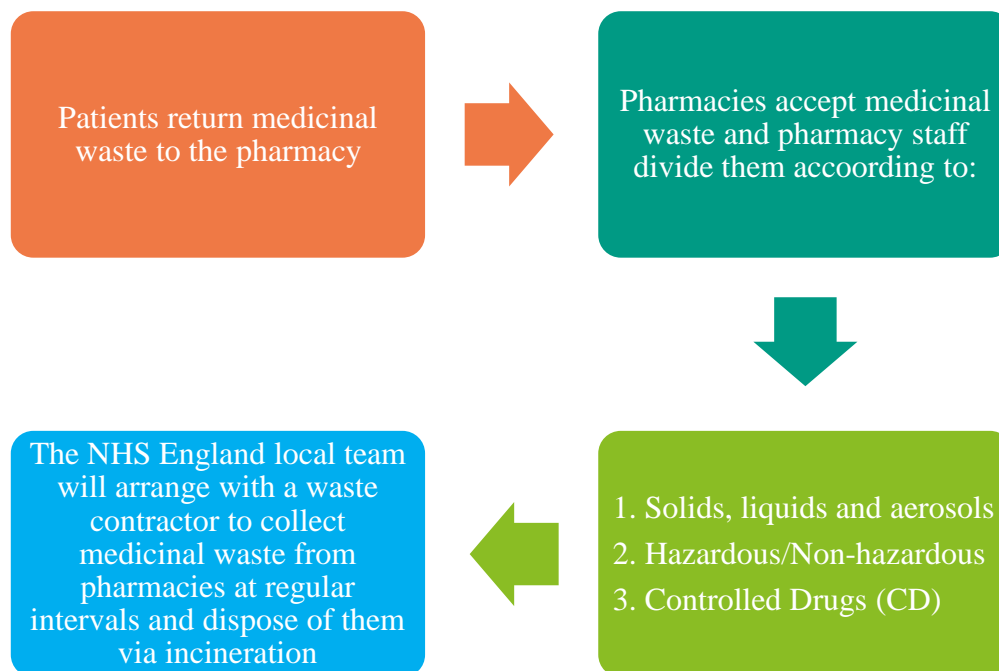 Patients return medicinal
waste to the pharmacy
Pharmacies accept medicinal
waste and pharmacy staff
divide them accoording to:
1. Solids, liquids and aerosols
2. Hazardous/Non-hazardous
3. Controlled Drugs (CD)
The NHS England local team
will arrange with a waste
contractor to collect
medicinal waste from
pharmacies at regular
intervals and dispose of them
via incineration